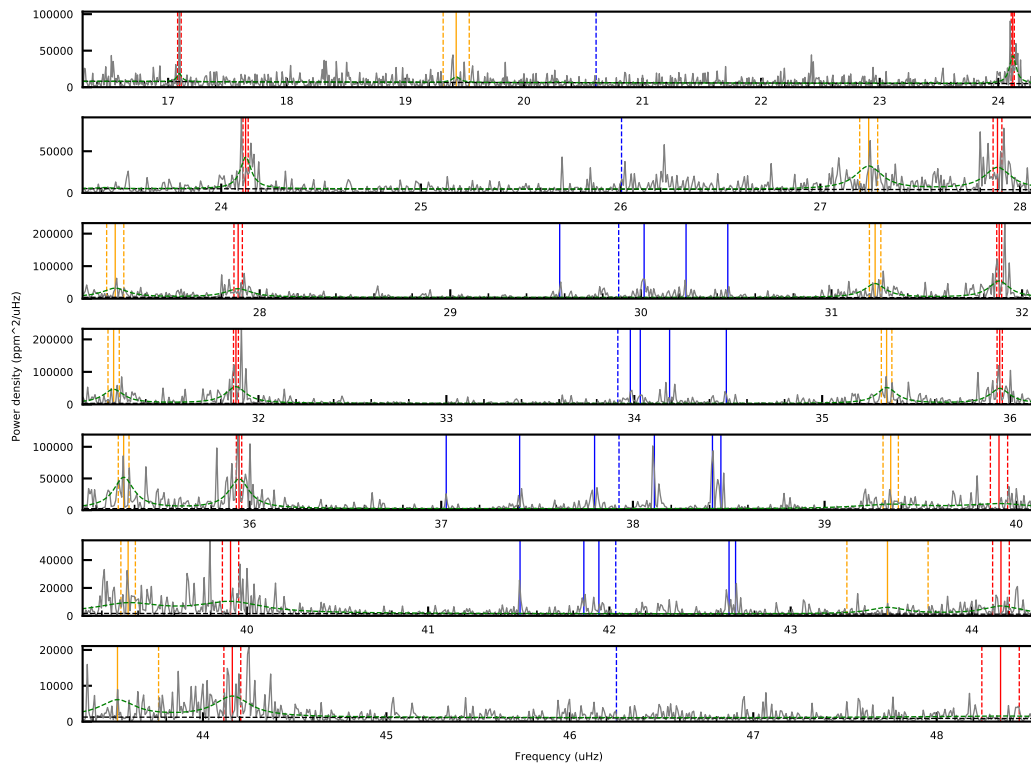 100000
50000
0
17 18 19 20 21 22 23 24
50000
0
24 25 26 27 28
200000
100000
0
28 29 30 31 32
Power density (ppm^2/uHz)
200000
100000
0
32 33 34 35 36
100000
50000
0
36 37 38 39 40
40000
20000
0
40 41 42 43 44
20000
10000
0
44 45 46 47 48
Frequency (uHz)